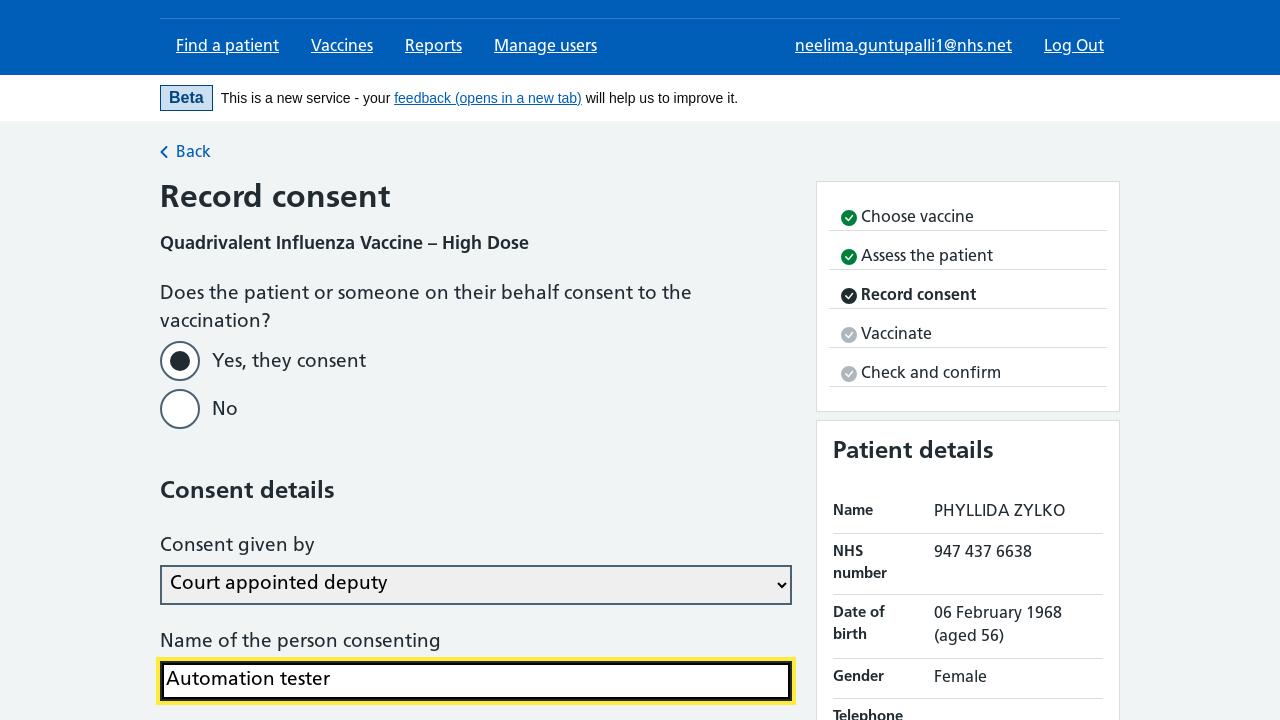 Find a patient
Vaccines
Reports
Manage users
neelima.guntupalli1@nhs.net
Log Out
Beta
This is a new service - your feedback (opens in a new tab) will help us to improve it.
Back
Record consent
Quadrivalent Influenza Vaccine – High Dose
Does the patient or someone on their behalf consent to the
vaccination?
Yes, they consent
No
Consent details
Consent given by
Court appointed deputy
Name of the person consenting
Automation tester
Choose vaccine
Assess the patient
Record consent
Vaccinate
Check and confirm
Patient details
Name
PHYLLIDA ZYLKO
NHS
number
947 437 6638
Date of
birth
06 February 1968
(aged 56)
Gender
Female
Telephone